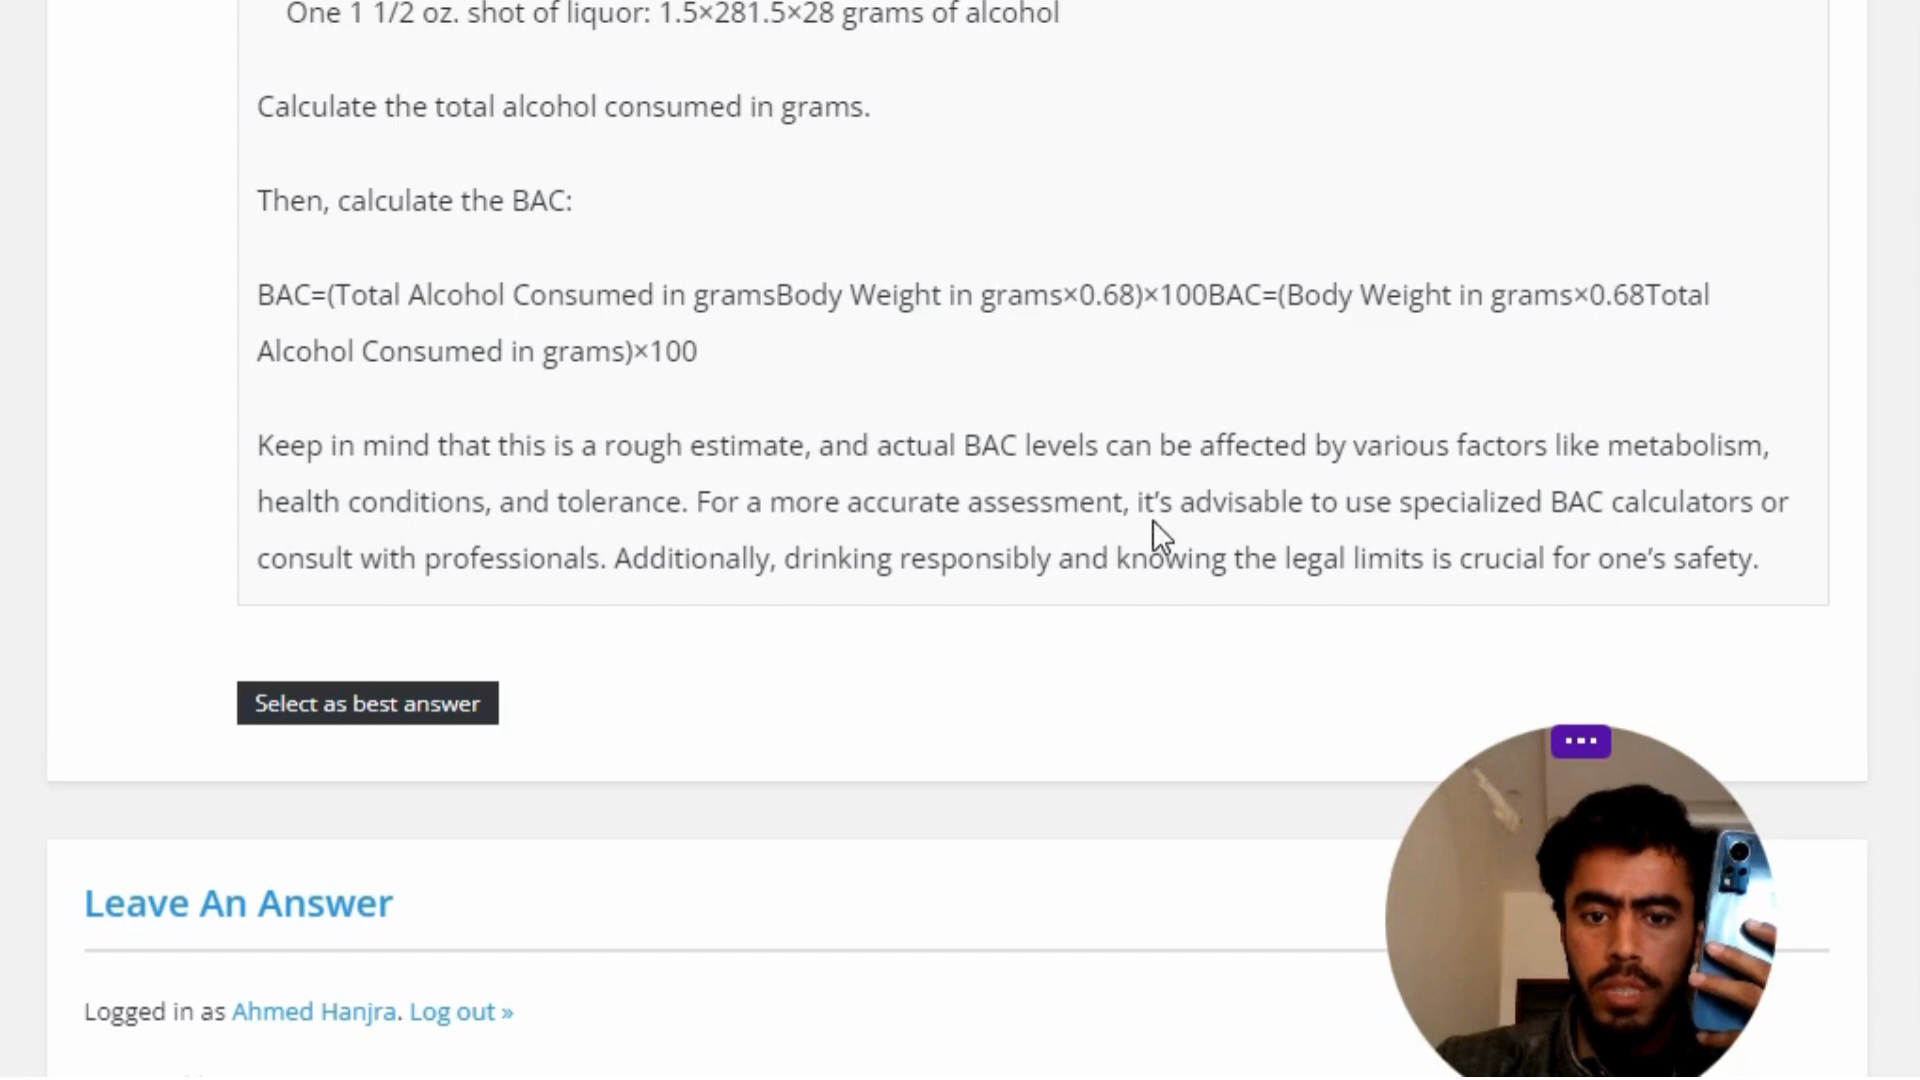 One 1 1/2 oz. shot of liquor: 1.5×281.5×28 grams of alcohol
Calculate the total alcohol consumed in grams.
Then, calculate the BAC:
BAC=(Total Alcohol Consumed in gramsBody Weight in grams×0.68)×100BAC=(Body Weight in grams×0.68Total
Alcohol Consumed in grams)×100
Keep in mind that this is a rough estimate, and actual BAC levels can be affected by various factors like metabolism,
health conditions, and tolerance. For a more accurate assessment, it’s advisable to use specialized BAC calculators or
consult with professionals. Additionally, drinking responsibly and knowing the legal limits is crucial for one’s safety.
Select as best answer
Leave An Answer
Logged in as Ahmed Hanjra. Log out »